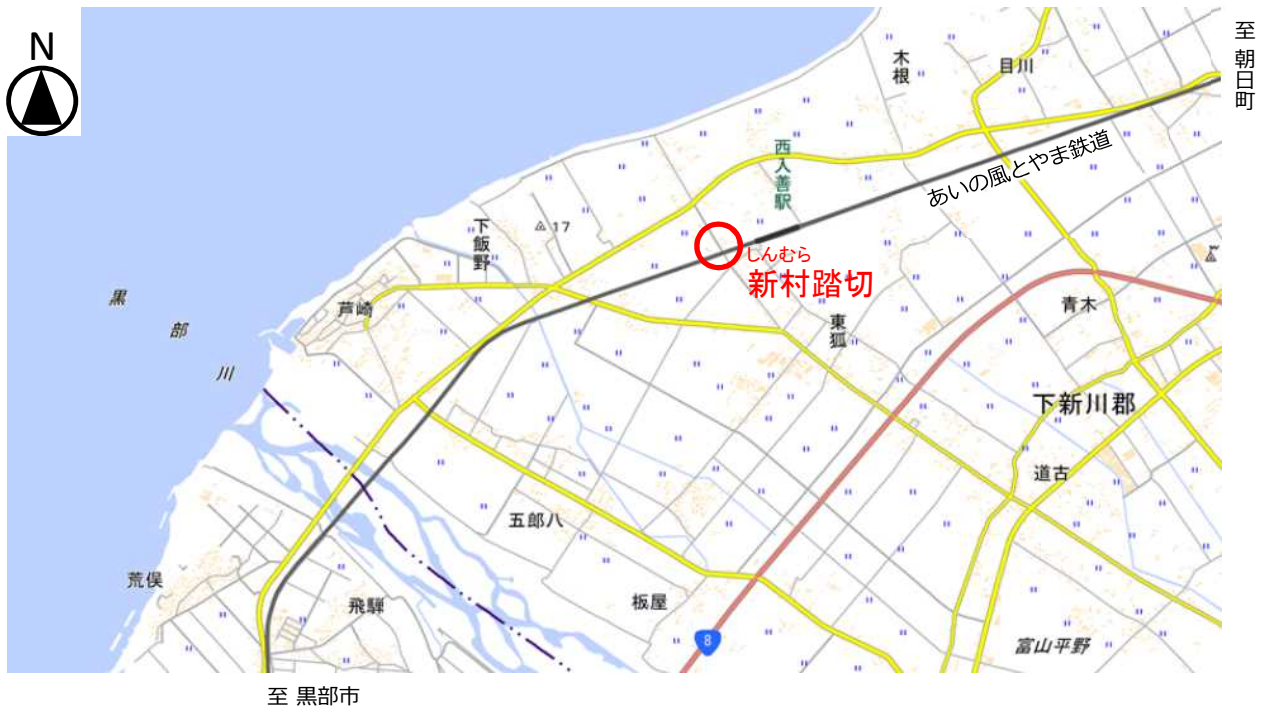 N
至 朝日町
木根
目川
西入善駅
あいの風とやま鉄道
下飯野
17
しんむら
新村踏切
芦崎
青木
東狐
黒部川
下新川郡
道古
五郎八
荒俣
飛騨
板屋
8
富山平野
至 黒部市